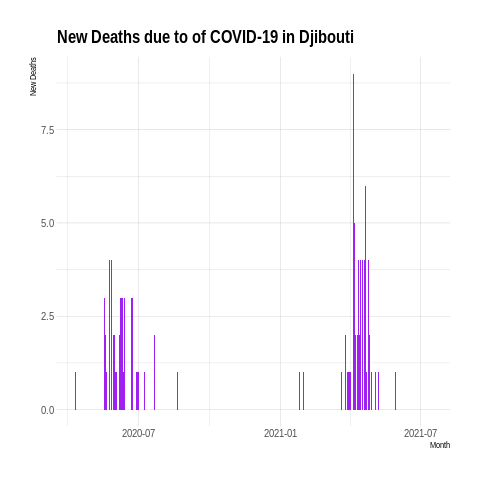 New Deaths due to of COVID-19 in Djibouti
New Deaths
7.5
5.0
2.5
0.0
2020-07
2021-01
2021-07
Month